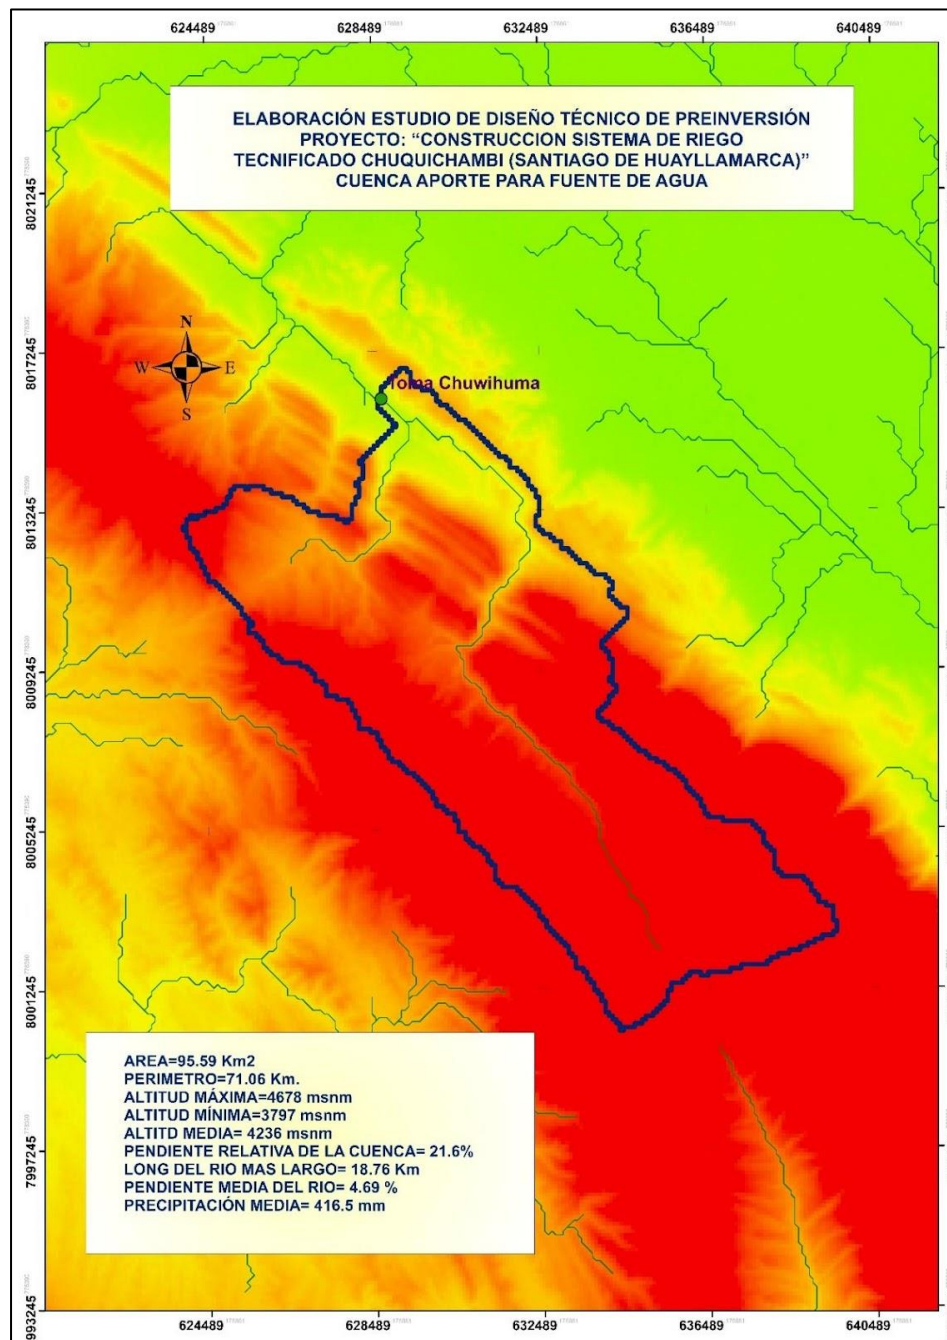 624489 628489 632489 636489 640489
ELABORACIÓN ESTUDIO DE DISEÑO TÉCNICO DE PREINVERSIÓN
PROYECTO: “CONSTRUCCION SISTEMA DE RIEGO
TECNIFICADO CHUQUICHAMBI (SANTIAGO DE HUAYLLAMARCA)”
CUENCA APORTE PARA FUENTE DE AGUA
8021245
8017245
8013245
8009245
8005245
8001245
7997245
993245
N
W E
S
Toma Chuwihuma
AREA=95.59 Km2
PERIMETRO=71.06 Km.
ALTITUD MÁXIMA=4678 msnm
ALTITUD MÍNIMA=3797 msnm
ALTITD MEDIA= 4236 msnm
PENDIENTE RELATIVA DE LA CUENCA= 21.6%
LONG DEL RIO MAS LARGO= 18.76 Km
PENDIENTE MEDIA DEL RIO= 4.69 %
PRECIPITACIÓN MEDIA= 416.5 mm
624489 628489 632489 636489 640489